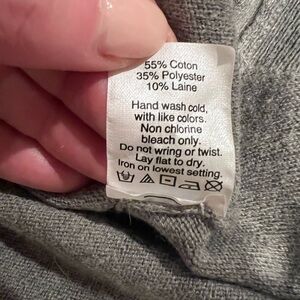 55% Coton
35% Polyester
10% Laine
Hand wash cold,
with like colors.
Non chlorine
bleach only.
Do not wring or twist.
Lay flat to dry.
Iron on lowest setting.